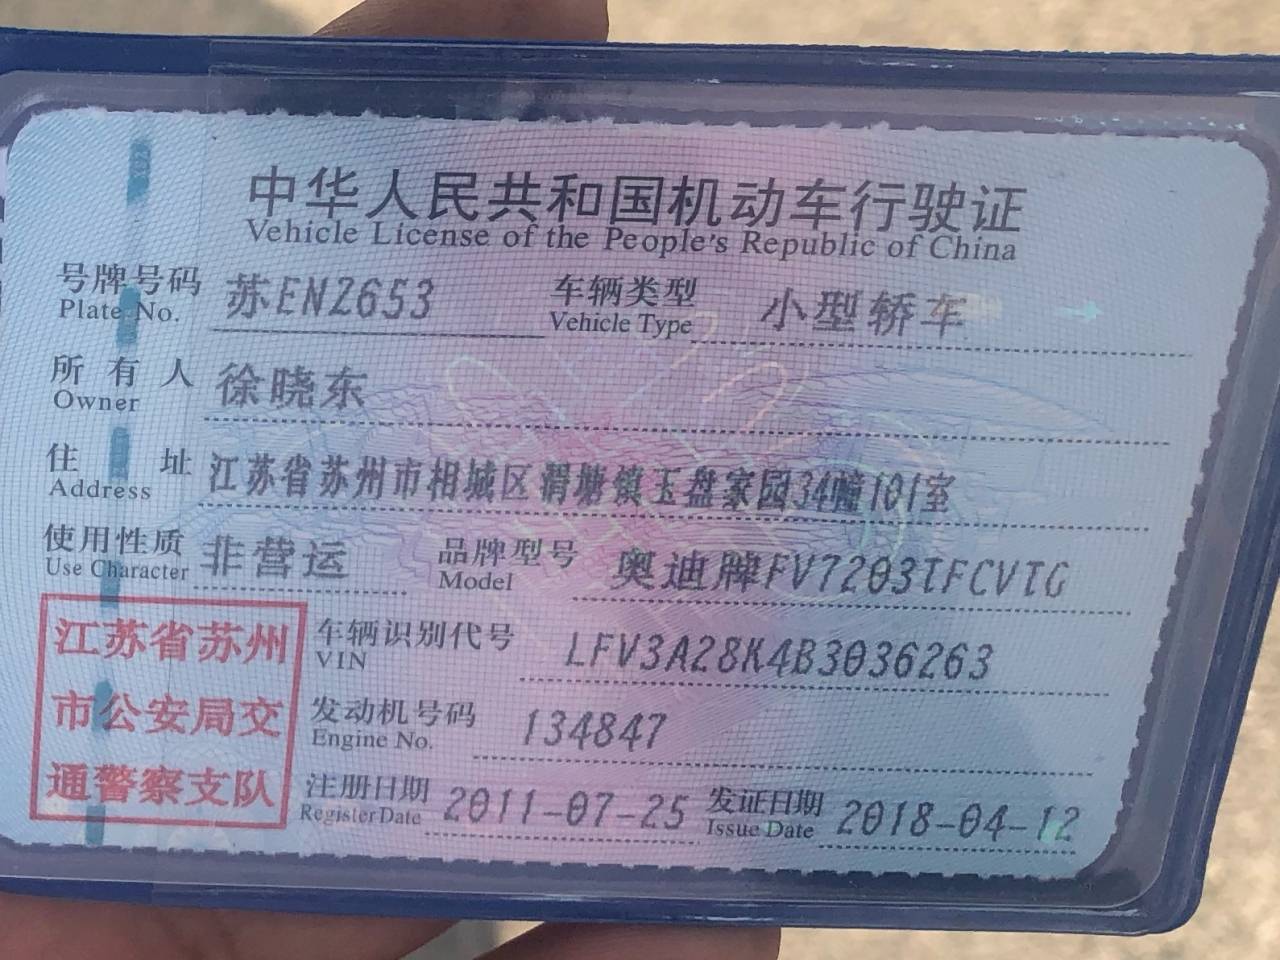 中华人民共和国机动车行驶证
Vehicle License of the People's Republic of China
号牌号码 苏EN2653 车辆类型 小型轿车
Plate No. Vehicle Type
所有人 徐晓东
Owner
住址 江苏省苏州市相城区渭塘镇玉盘家园34幢101室
Address
使用性质 非营运 品牌型号 奥迪牌FV7203TFCVTG
Use Character Model
江苏省苏州 车辆识别代号 LFV3A28K4B3036263
VIN
市公安局交 发动机号码 134847
Engine No.
通警察支队 注册日期 2011-07-25 发证日期 2018-04-12
Register Date Issue Date